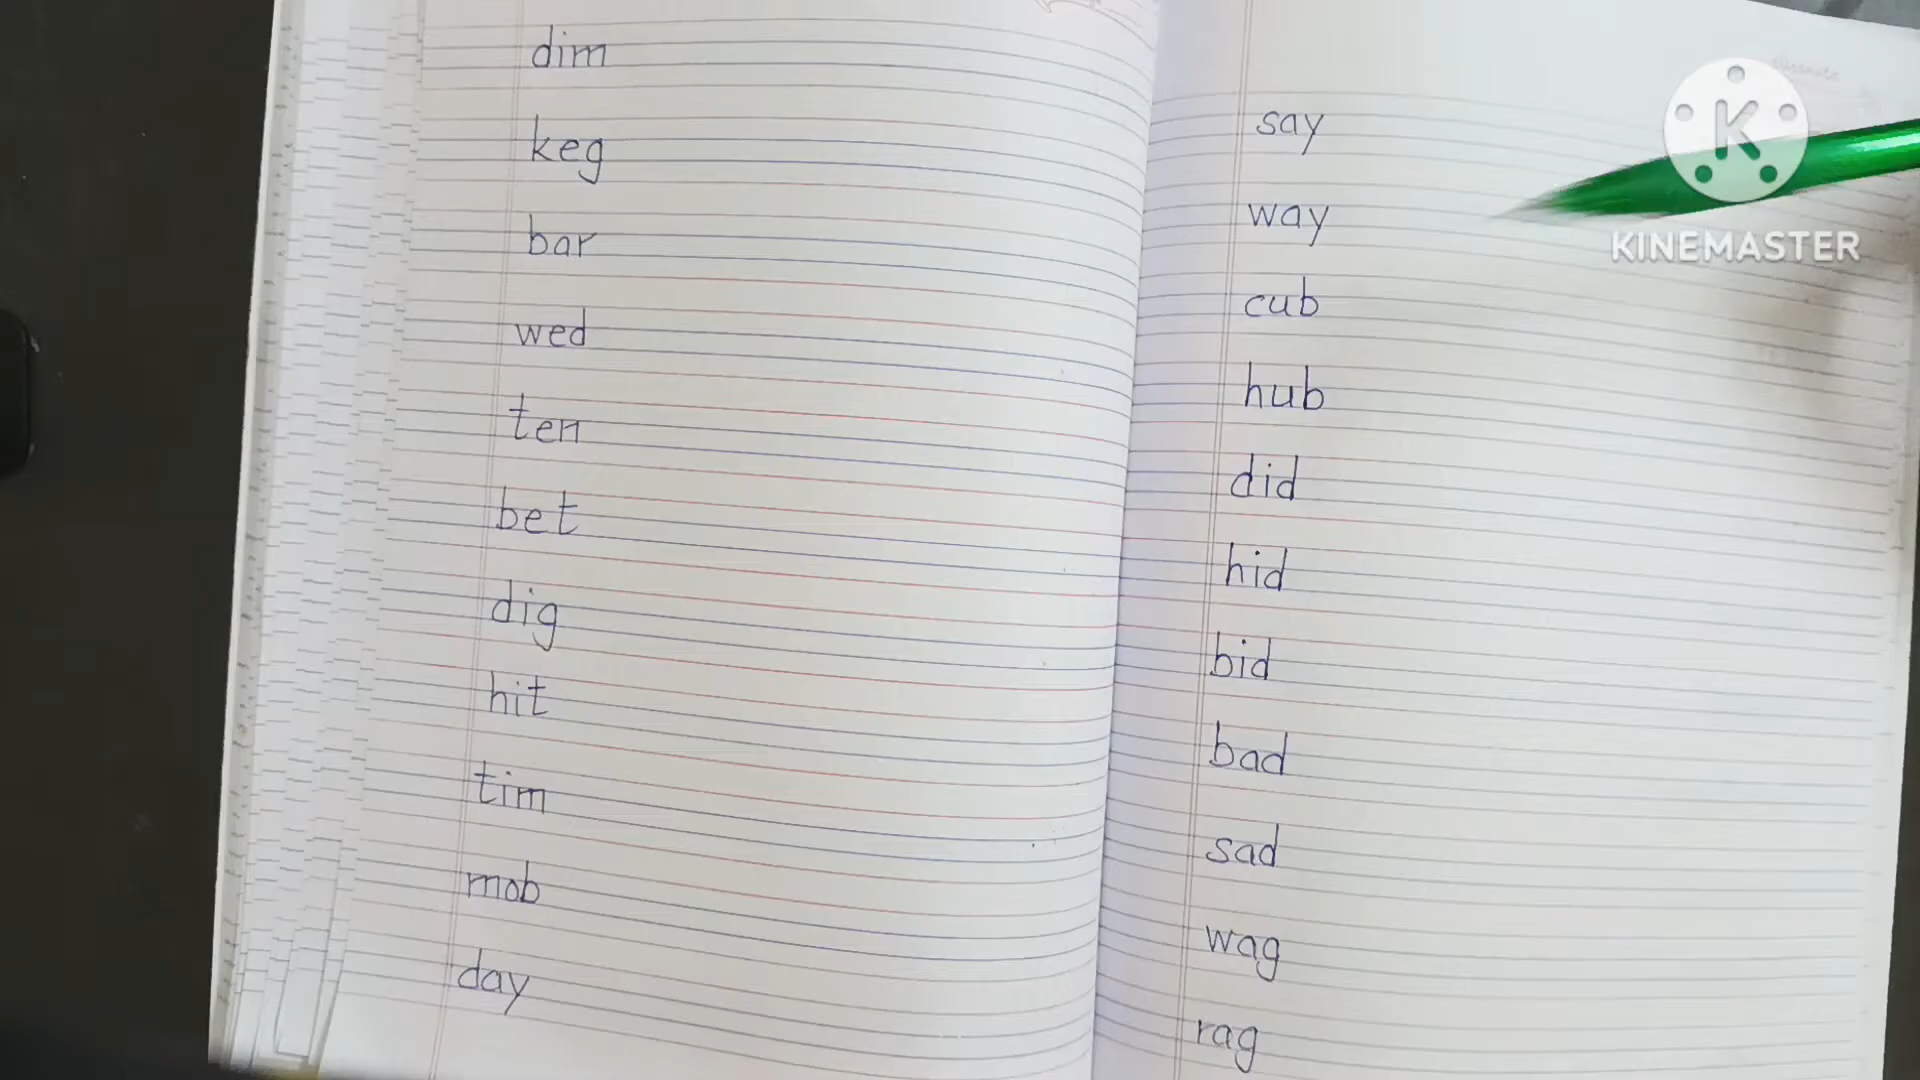 dim
keg
bar
wed
ten
bet
dig
hit
tim
mob
day
say
way
cub
hub
did
hid
bid
bad
sad
wag
rag
K
KINEMASTER